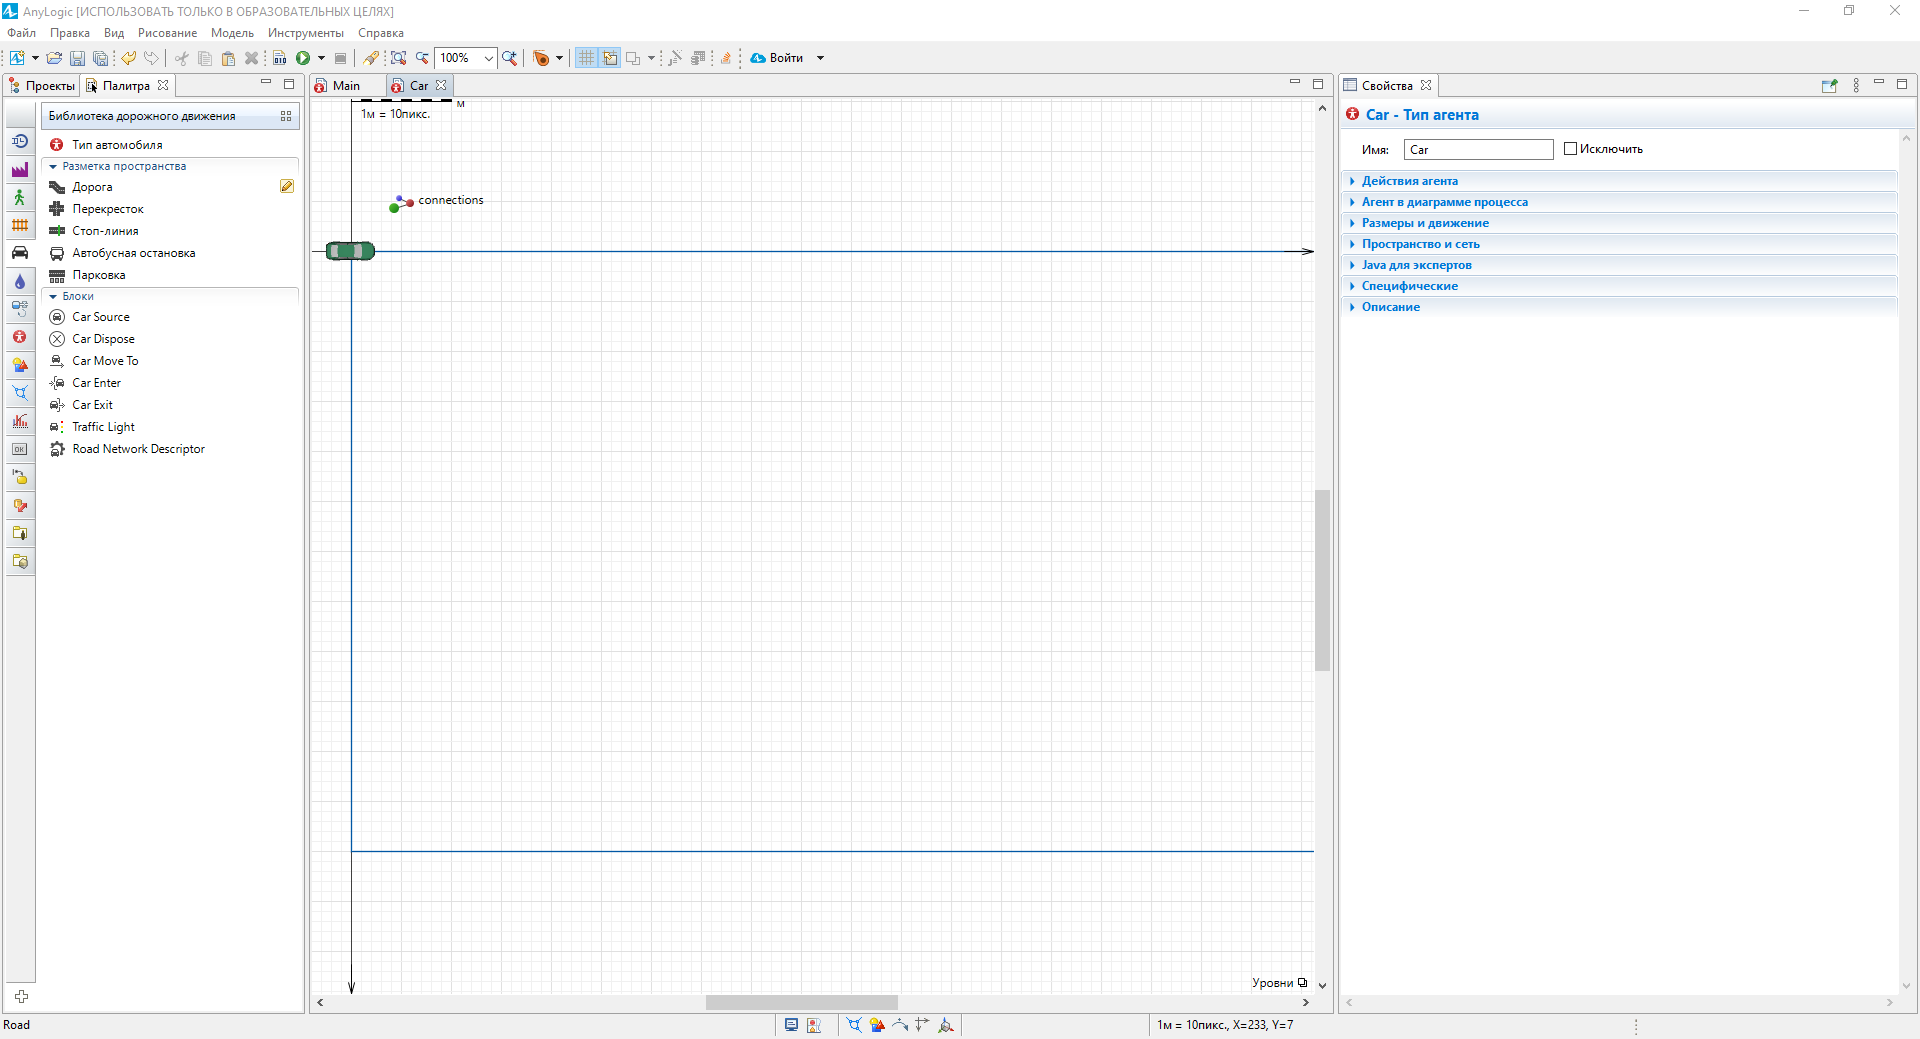 AnyLogic [ИСПОЛЬЗОВАТЬ ТОЛЬКО В ОБРАЗОВАТЕЛЬНЫХ ЦЕЛЯХ]
Файл Правка Вид Рисование Модель Инструменты Справка
100% Войти
Проекты Палитра
Библиотека дорожного движения
Тип автомобиля
Разметка пространства
Дорога
Перекресток
Стоп-линия
Автобусная остановка
Парковка
Блоки
Car Source
Car Dispose
Car Move To
Car Enter
Car Exit
Traffic Light
Road Network Descriptor
OK
Main Car
м
1м = 10пикс.
connections
Уровни
Свойства
Car - Тип агента
Имя: Car Исключить
Действия агента
Агент в диаграмме процесса
Размеры и движение
Пространство и сеть
Java для экспертов
Специфические
Описание
Road
1м = 10пикс., X=233, Y=7